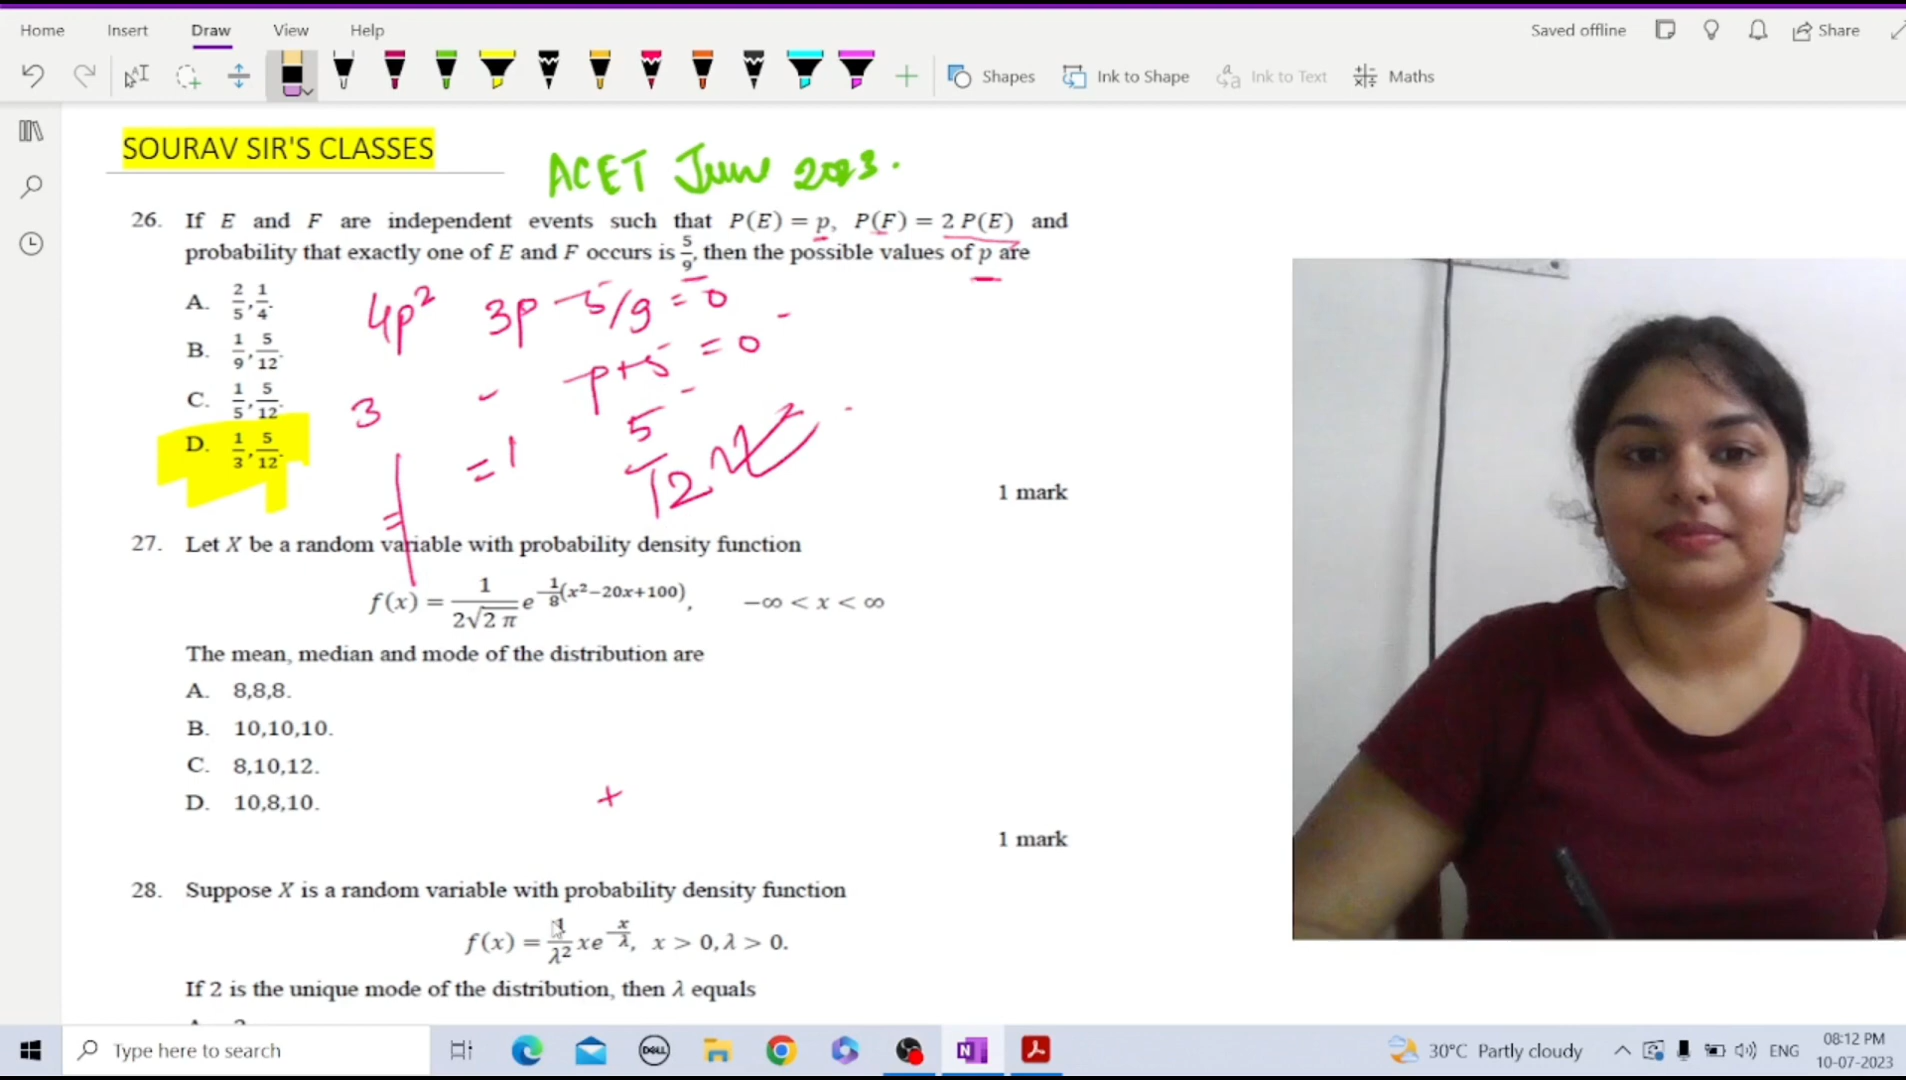 Home Insert Draw View Help Saved offline Share
Shapes Ink to Shape Ink to Text Maths
SOURAV SIR'S CLASSES
ACET June 2023.
26. If E and F are independent events such that P(E) = p, P(F) = 2 P(E) and
probability that exactly one of E and F occurs is 5/9, then the possible values of p are
A. 2/5, 1/4.
B. 1/9, 5/12.
C. 1/5, 5/12.
D. 1/3, 5/12.
4p² 3p - 5/9 = 0
p + 5 = 0
3
= 1
5/12
1 mark
27. Let X be a random variable with probability density function
f(x) = 1/(2√2 π) e^(-1/8(x²-20x+100)), -∞ < x < ∞
The mean, median and mode of the distribution are
A. 8,8,8.
B. 10,10,10.
C. 8,10,12.
D. 10,8,10.
+
1 mark
28. Suppose X is a random variable with probability density function
f(x) = 1/λ² xe^(-x/λ), x > 0, λ > 0.
If 2 is the unique mode of the distribution, then λ equals
Type here to search
DELL
30°C Partly cloudy
ENG
08:12 PM
10-07-2023